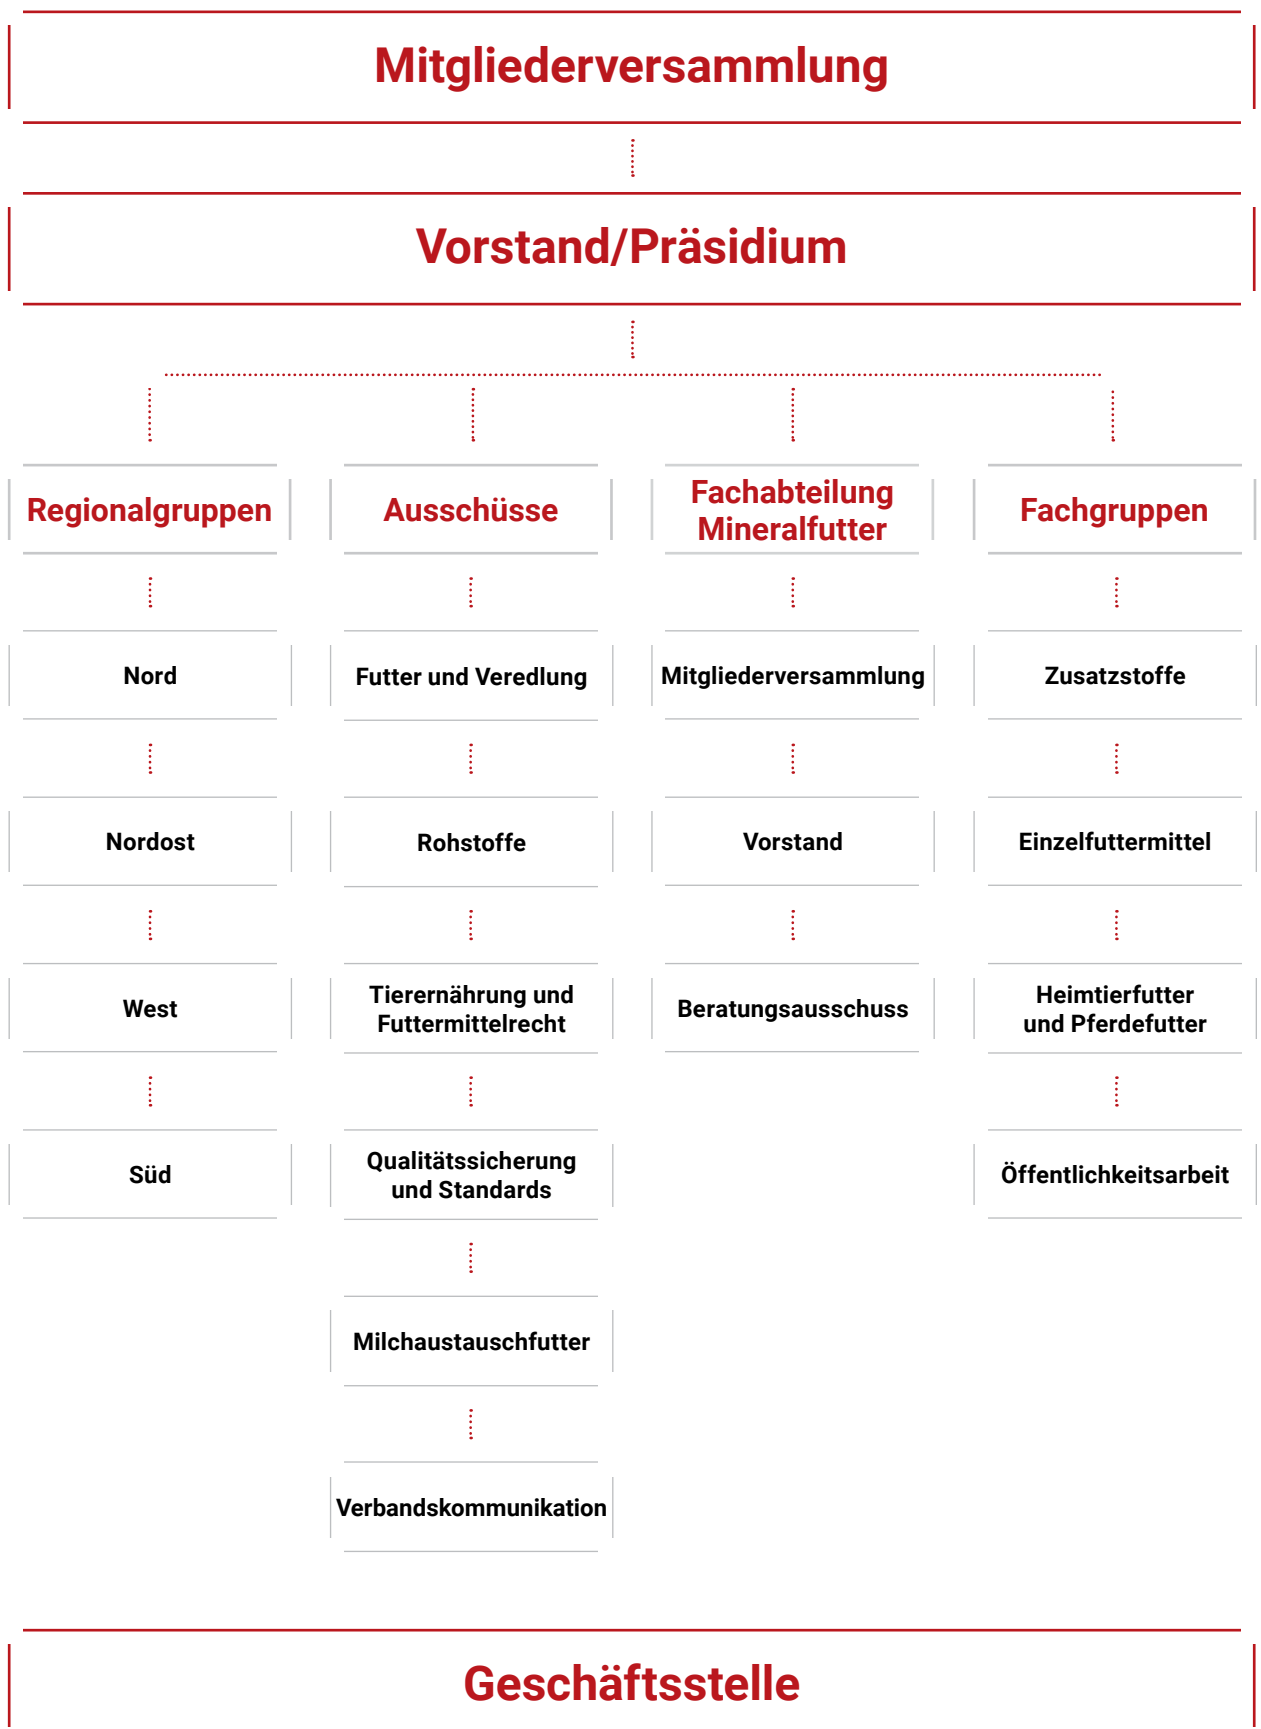 Mitgliederversammlung
Vorstand/Präsidium
Regionalgruppen
Nord
Nordost
West
Süd
Ausschüsse
Futter und Veredlung
Rohstoffe
Tierernährung und
Futtermittelrecht
Qualitätssicherung
und Standards
Milchaustauschfutter
Verbandskommunikation
Fachabteilung
Mineralfutter
Mitgliederversammlung
Vorstand
Beratungsausschuss
Fachgruppen
Zusatzstoffe
Einzelfuttermittel
Heimtierfutter
und Pferdefutter
Öffentlichkeitsarbeit
Geschäftsstelle